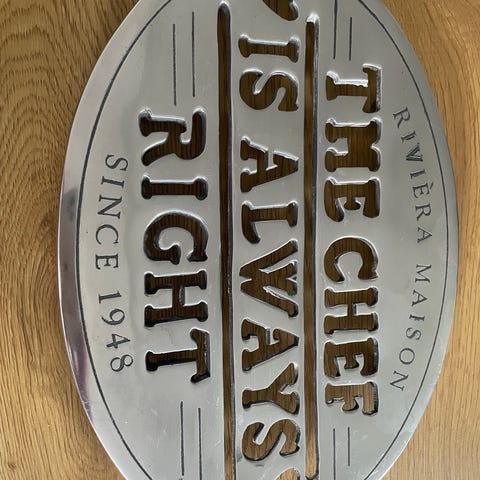 RIVIÈRA MAISON
THE CHEF
IS ALWAYS
RIGHT
SINCE 1948